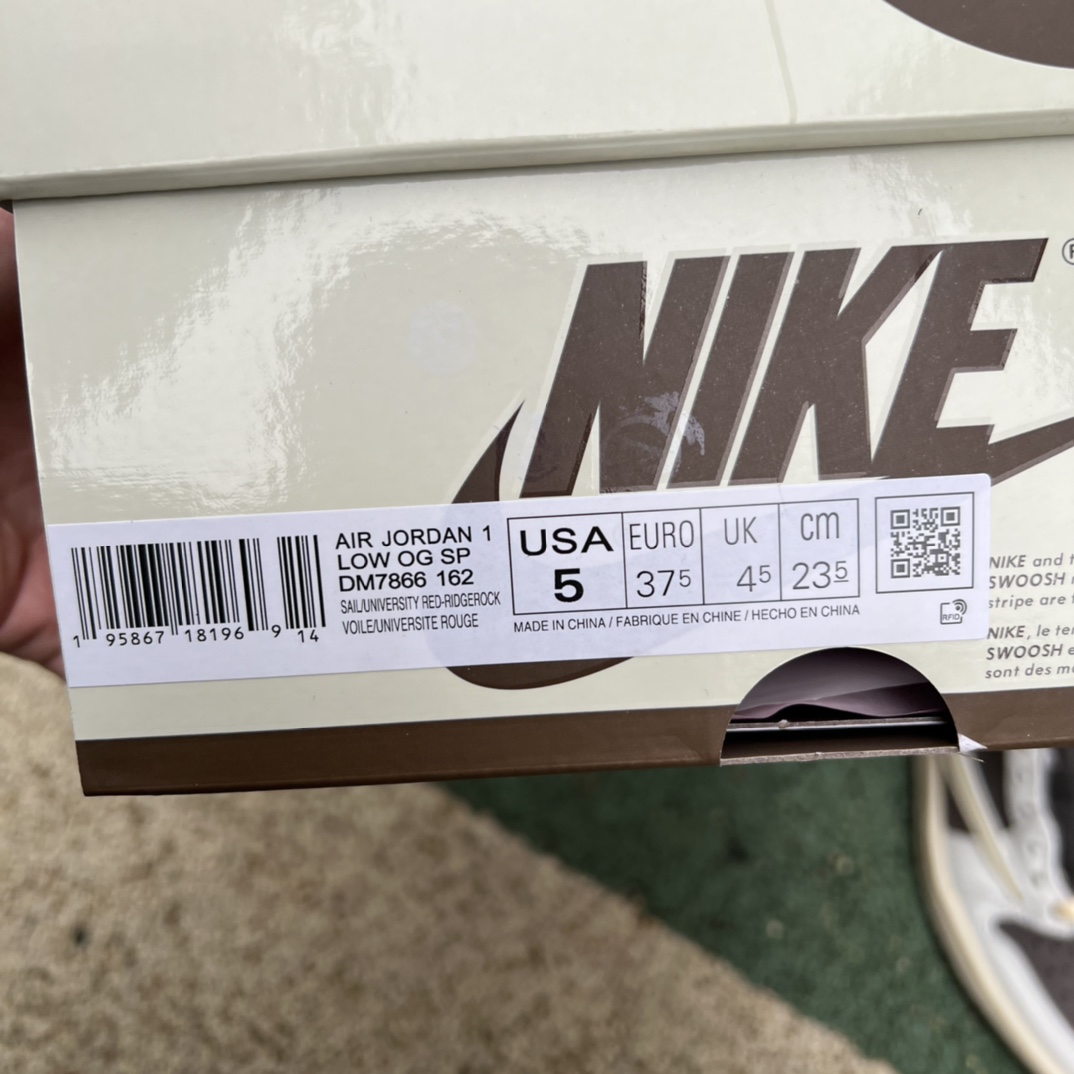 NIKE®
AIR JORDAN 1
LOW OG SP
DM7866 162
SAIL/UNIVERSITY RED-RIDGEROCK
VOILE/UNIVERSITE ROUGE
1 95867 18196 9 14
USA EURO UK cm
5 375 45 235
MADE IN CHINA / FABRIQUE EN CHINE / HECHO EN CHINA
RFID
NIKE and
SWOOSH
stripe are
NIKE, le
SWOOSH
sont des